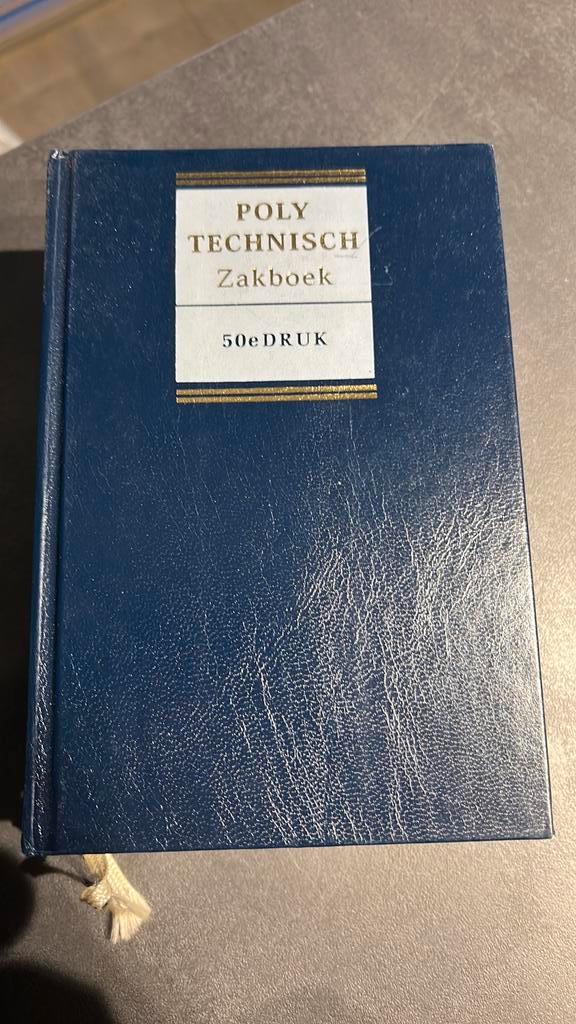 POLY
TECHNISCH
Zakboek
50eDRUK